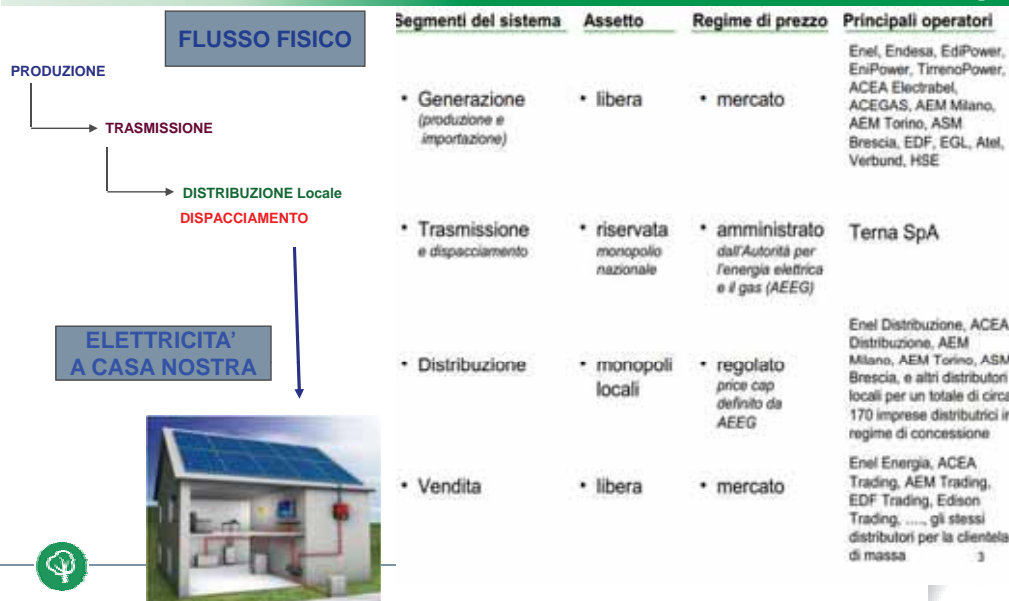 FLUSSO FISICO
PRODUZIONE
TRASMISSIONE
DISTRIBUZIONE Locale
DISPACCIAMENTO
ELETTRICITA'
A CASA NOSTRA
Segmenti del sistema Assetto Regime di prezzo Principali operatori
• Generazione
(produzione e
importazione)
• libera
• mercato
Enel, Endesa, EdiPower,
EniPower, TirrenoPower,
ACEA Electrabel,
ACEGAS, AEM Milano,
AEM Torino, ASM
Brescia, EDF, EGL, Atel,
Verbund, HSE
• Trasmissione
e dispacciamento
• riservata
monopolio
nazionale
• amministrato
dall'Autorità per
l'energia elettrica
e il gas (AEEG)
Terna SpA
• Distribuzione
• monopoli
locali
• regolato
price cap
definito da
AEEG
Enel Distribuzione, ACEA
Distribuzione, AEM
Milano, AEM Torino, ASM
Brescia, e altri distributori
locali per un totale di circa
170 imprese distributrici in
regime di concessione
• Vendita
• libera
• mercato
Enel Energia, ACEA
Trading, AEM Trading,
EDF Trading, Edison
Trading, ...., gli stessi
distributori per la clientela
di massa
3